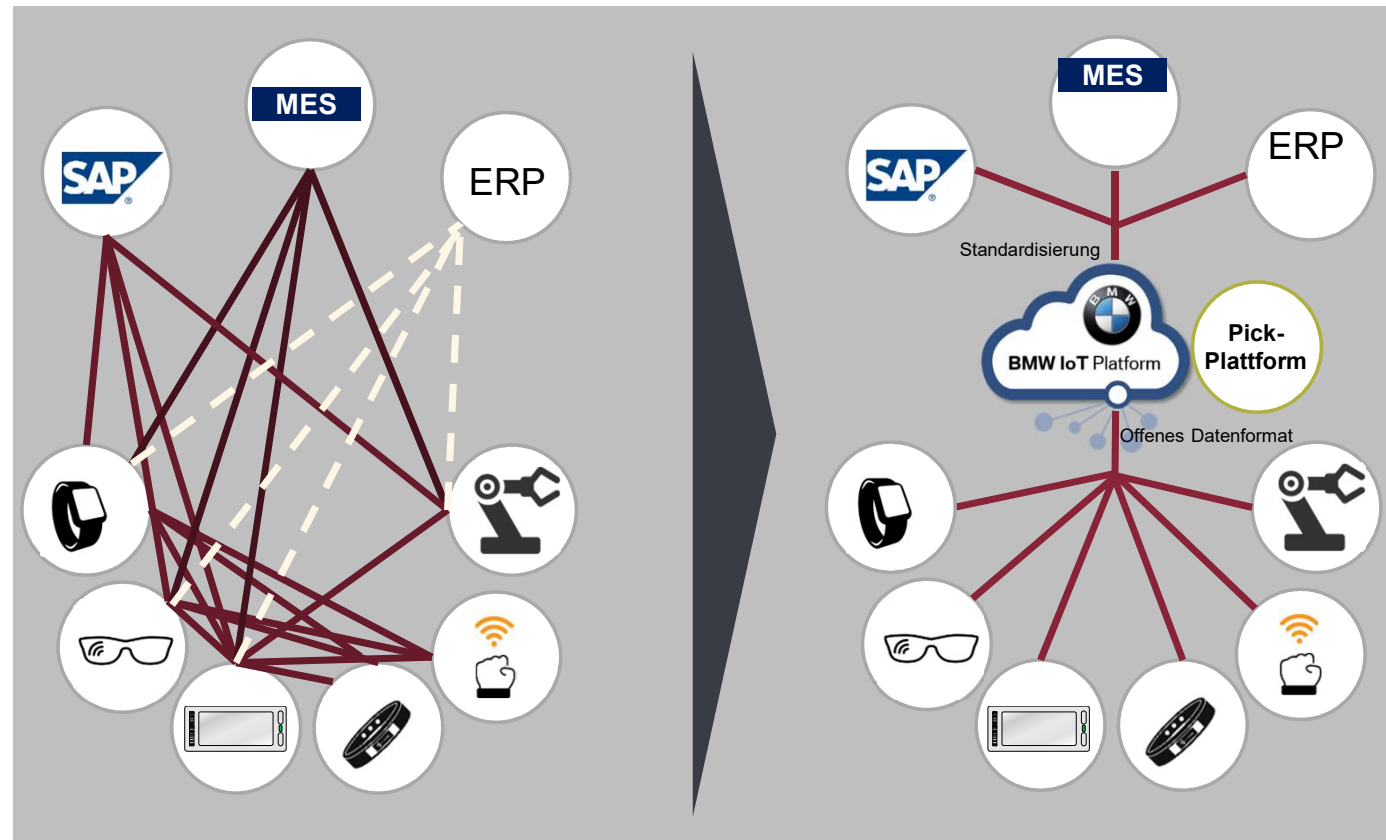 MES
SAP®
ERP
MES
SAP®
ERP
Standardisierung
BMW
BMW IoT Platform
Pick-
Plattform
Offenes Datenformat